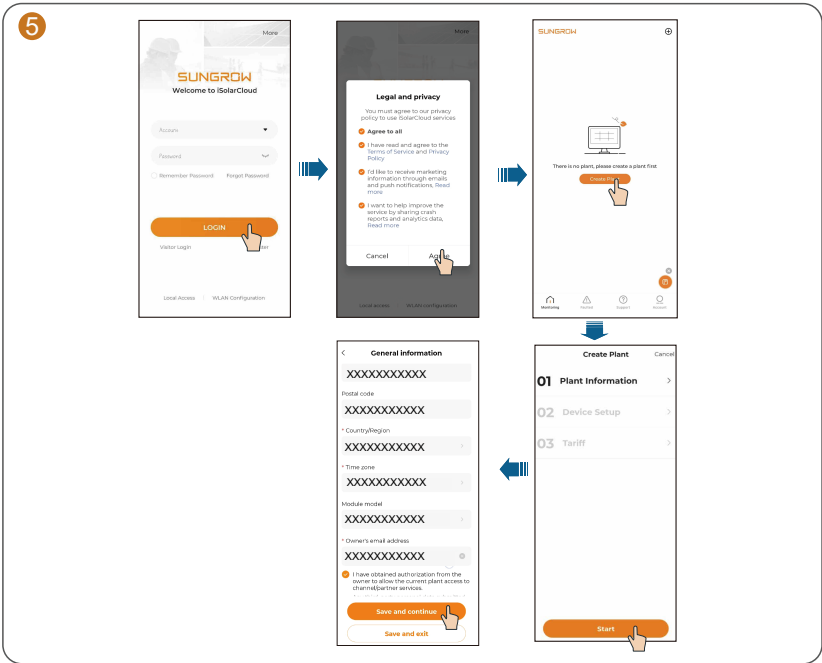 5
More
SUNGROW
Welcome to iSolarCloud
Password
Remember Password Forgot Password
LOGIN
Visitor Login
Local Access WLAN Configuration
More
Legal and privacy
You must agree to our privacy
policy to use iSolarCloud services
Agree to all
I have read and agree to the
Terms of Service and Privacy
Policy
I'd like to receive marketing
information through emails
and push notifications, Read
more
I want to help improve the
service by sharing crash
reports and analytics data,
Read more
Cancel
Local access WLAN configuration
SUNGROW
There is no plant, please create a plant first
Create
Monitoring
Support
Account
Create Plant Cancel
01 Plant Information
02 Device Setup
03 Tariff
Start
General information
XXXXXXXXXXX
Postal code
XXXXXXXXXXX
* Country/Region
XXXXXXXXXXX
* Time zone
XXXXXXXXXXX
Module model
XXXXXXXXXXX
* Owner's email address
XXXXXXXXXXX
I have obtained authorization from the
owner to allow the current plant access to
channel/partner services.
Save and continue
Save and exit